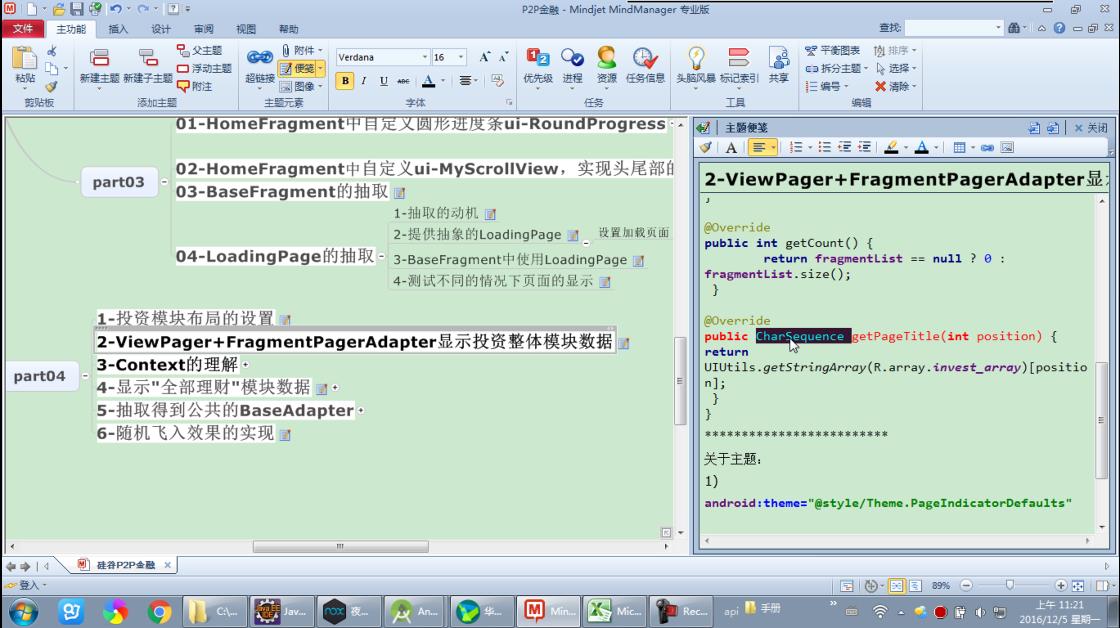 P2P金融 - Mindjet MindManager 专业版
文件 主功能 插入 设计 审阅 视图 帮助 查找:
粘贴 新建主题 新建子主题 父主题 浮动主题 附注 超链接 附件 便笺 图像 Verdana 16 优先级 进程 资源 任务信息 头脑风暴 标记索引 共享 平衡图表 拆分主题 编号 排序 选择 清除
剪贴板 添加主题 主题元素 字体 任务 工具 编辑
part03
01-HomeFragment中自定义圆形进度条ui-RoundProgress
02-HomeFragment中自定义ui-MyScrollView，实现头尾部的
03-BaseFragment的抽取
04-LoadingPage的抽取
1-抽取的动机
2-提供抽象的LoadingPage 设置加载页面
3-BaseFragment中使用LoadingPage
4-测试不同的情况下页面的显示
part04
1-投资模块布局的设置
2-ViewPager+FragmentPagerAdapter显示投资整体模块数据
3-Context的理解
4-显示"全部理财"模块数据
5-抽取得到公共的BaseAdapter
6-随机飞入效果的实现
主题便笺 关闭
2-ViewPager+FragmentPagerAdapter显
}
@Override
public int getCount() {
return fragmentList == null ? 0 :
fragmentList.size();
}
@Override
public CharSequence getPageTitle(int position) {
return
UIUtils.getStringArray(R.array.invest_array)[positio
n];
}
}
*************************
关于主题：
1)
android:theme="@style/Theme.PageIndicatorDefaults"
硅谷P2P金融
登入 89%
C:\... Jav... 夜... An... 华... Min... Mic... Rec... api 手册
上午 11:21
2016/12/5 星期一